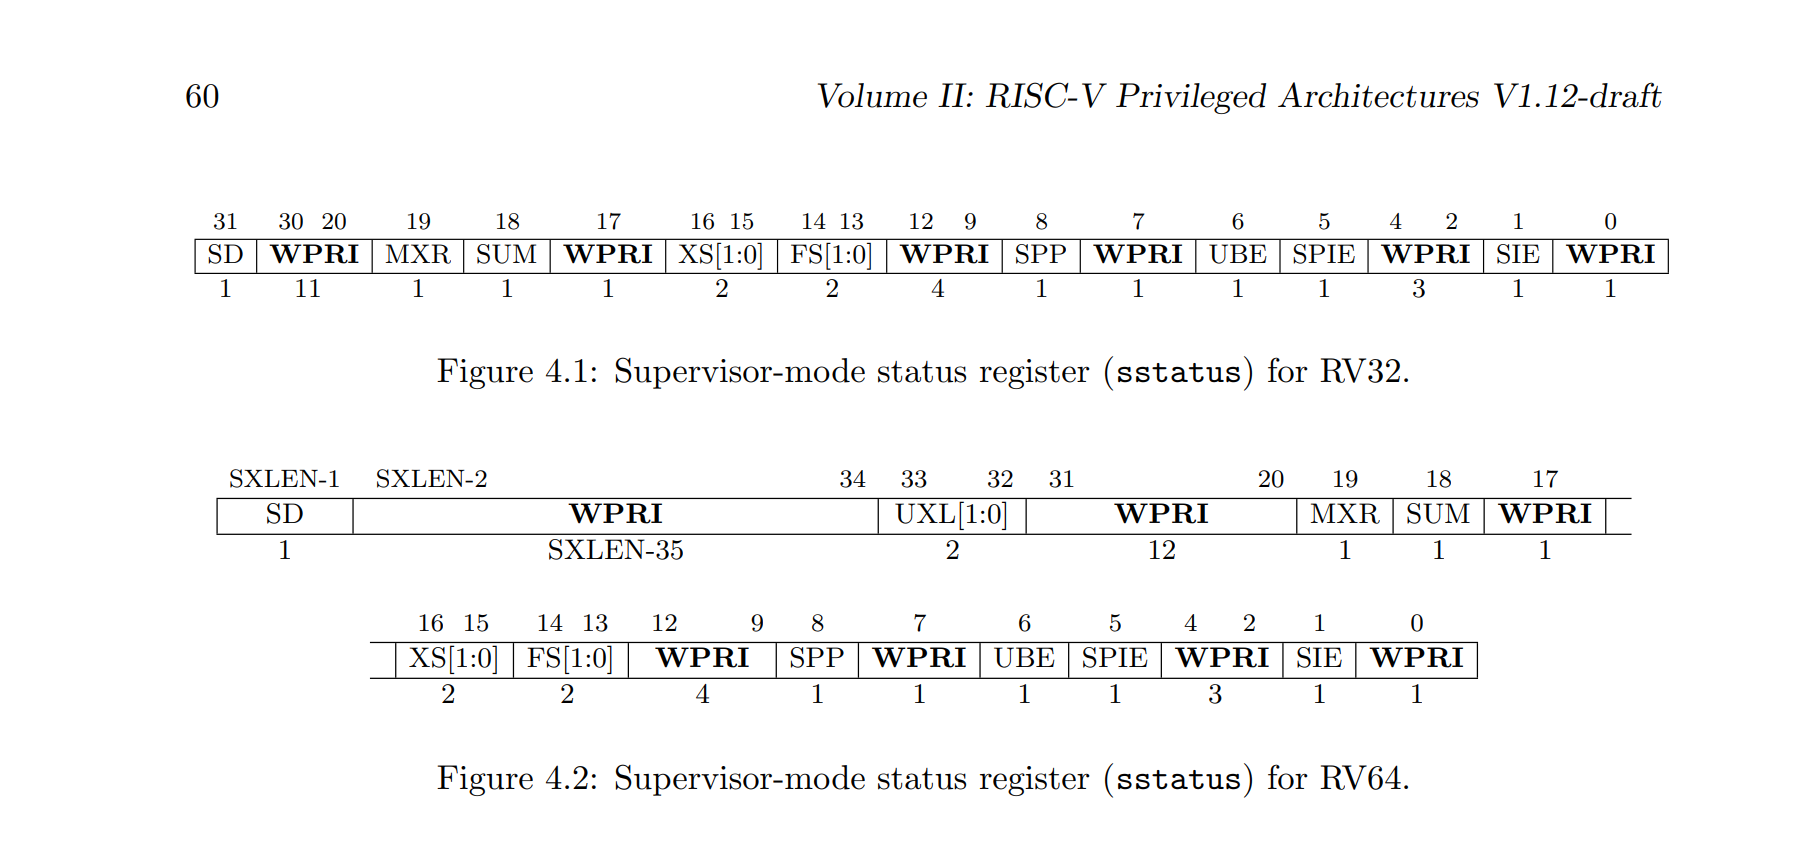 60 Volume II: RISC-V Privileged Architectures V1.12-draft
31 30 20 19 18 17 16 15 14 13 12 9 8 7 6 5 4 2 1 0
SD WPRI MXR SUM WPRI XS[1:0] FS[1:0] WPRI SPP WPRI UBE SPIE WPRI SIE WPRI
1 11 1 1 1 2 2 4 1 1 1 1 3 1 1
Figure 4.1: Supervisor-mode status register (sstatus) for RV32.
SXLEN-1 SXLEN-2 34 33 32 31 20 19 18 17
SD WPRI UXL[1:0] WPRI MXR SUM WPRI
1 SXLEN-35 2 12 1 1 1
16 15 14 13 12 9 8 7 6 5 4 2 1 0
XS[1:0] FS[1:0] WPRI SPP WPRI UBE SPIE WPRI SIE WPRI
2 2 4 1 1 1 1 3 1 1
Figure 4.2: Supervisor-mode status register (sstatus) for RV64.